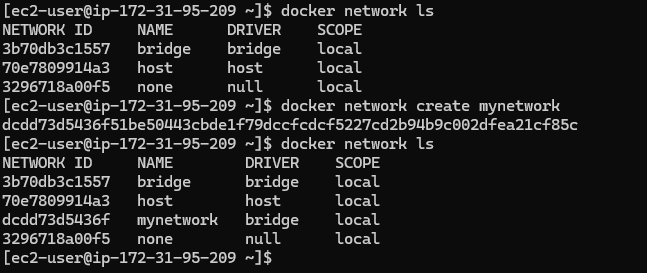 [ec2-user@ip-172-31-95-209 ~]$ docker network ls
NETWORK ID     NAME      DRIVER    SCOPE
3b70db3c1557   bridge    bridge    local
70e7809914a3   host      host      local
3296718a00f5   none      null      local
[ec2-user@ip-172-31-95-209 ~]$ docker network create mynetwork
dcdd73d5436f51be50443cbde1f79dccfcdcf5227cd2b94b9c002dfea21cf85c
[ec2-user@ip-172-31-95-209 ~]$ docker network ls
NETWORK ID     NAME        DRIVER    SCOPE
3b70db3c1557   bridge      bridge    local
70e7809914a3   host        host      local
dcdd73d5436f   mynetwork   bridge    local
3296718a00f5   none        null      local
[ec2-user@ip-172-31-95-209 ~]$